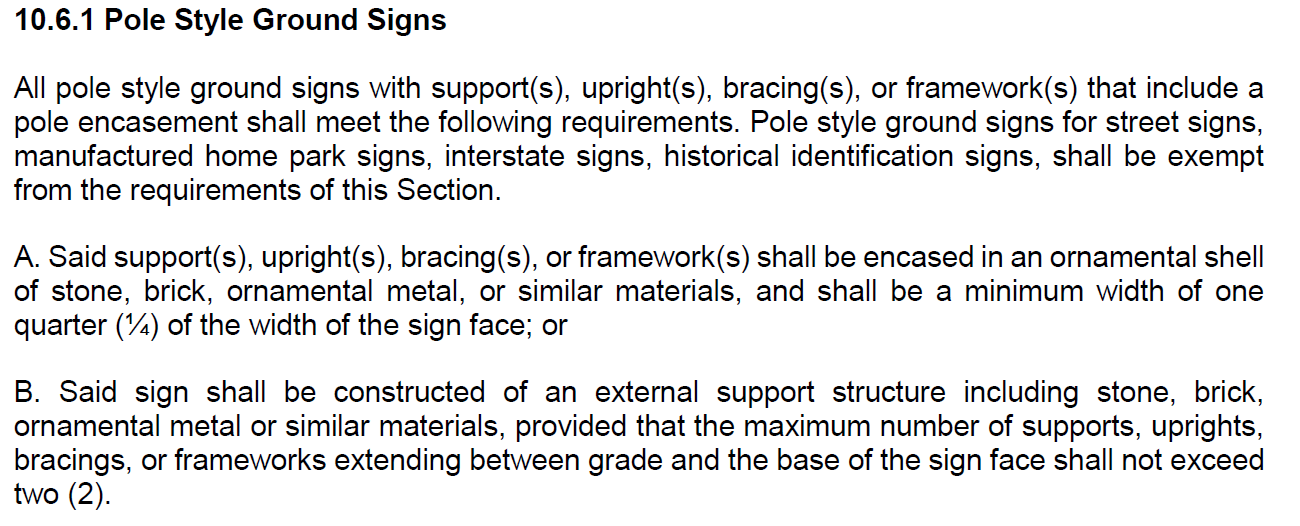 10.6.1 Pole Style Ground Signs
All pole style ground signs with support(s), upright(s), bracing(s), or framework(s) that include a
pole encasement shall meet the following requirements. Pole style ground signs for street signs,
manufactured home park signs, interstate signs, historical identification signs, shall be exempt
from the requirements of this Section.
A. Said support(s), upright(s), bracing(s), or framework(s) shall be encased in an ornamental shell
of stone, brick, ornamental metal, or similar materials, and shall be a minimum width of one
quarter (¼) of the width of the sign face; or
B. Said sign shall be constructed of an external support structure including stone, brick,
ornamental metal or similar materials, provided that the maximum number of supports, uprights,
bracings, or frameworks extending between grade and the base of the sign face shall not exceed
two (2).